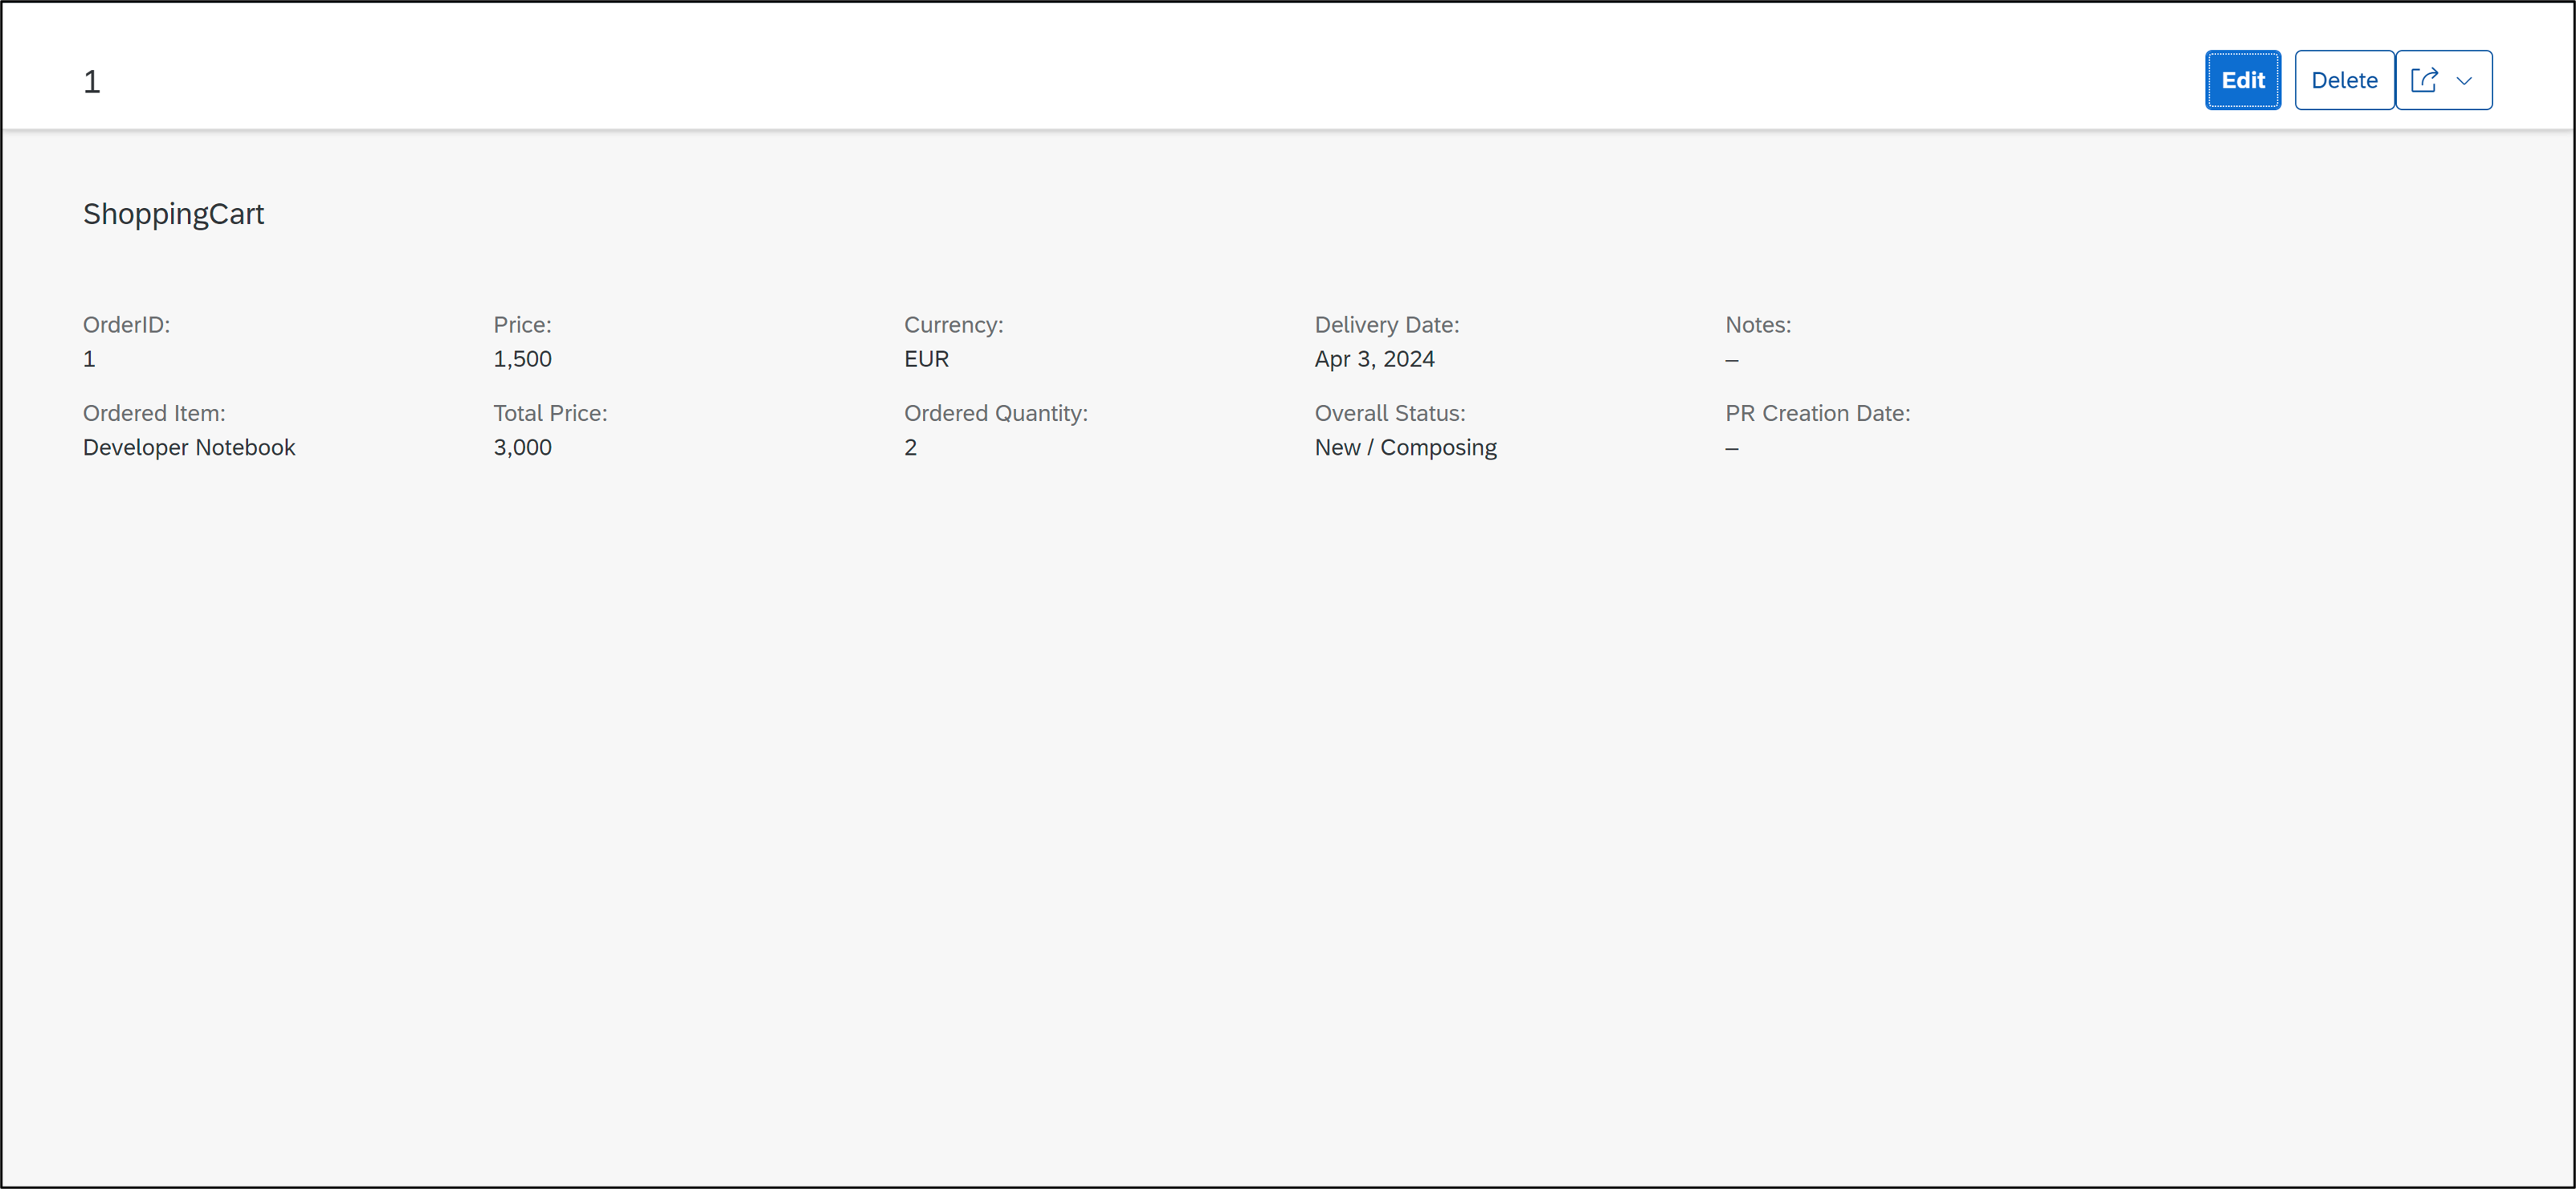 1
Edit
Delete
ShoppingCart
OrderID:
1
Price:
1,500
Currency:
EUR
Delivery Date:
Apr 3, 2024
Notes:
–
Ordered Item:
Developer Notebook
Total Price:
3,000
Ordered Quantity:
2
Overall Status:
New / Composing
PR Creation Date:
–